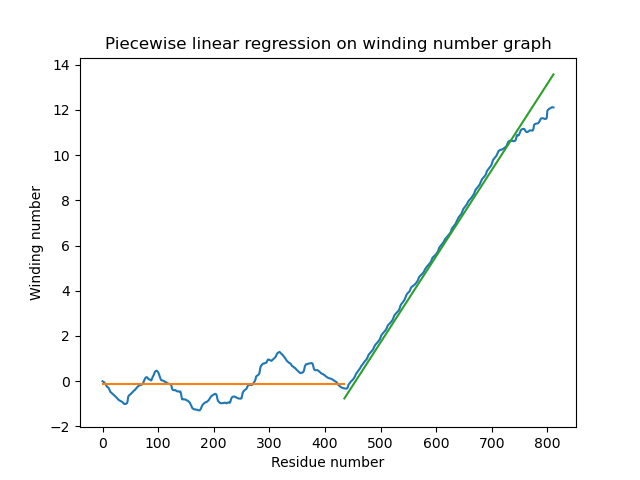 Piecewise linear regression on winding number graph
14
12
10
8
6
4
2
0
−2
Winding number
0 100 200 300 400 500 600 700 800
Residue number